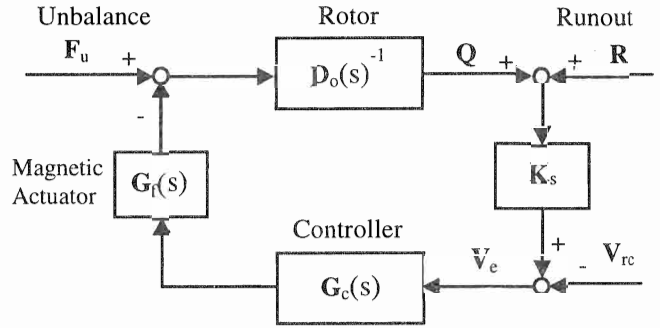 Unbalance
Rotor
Runout
F_u
+
D_o(s)^-1
Q
+
+
R
-
Magnetic
Actuator
G_f(s)
K_s
Controller
+
V_e
-
V_rc
G_c(s)